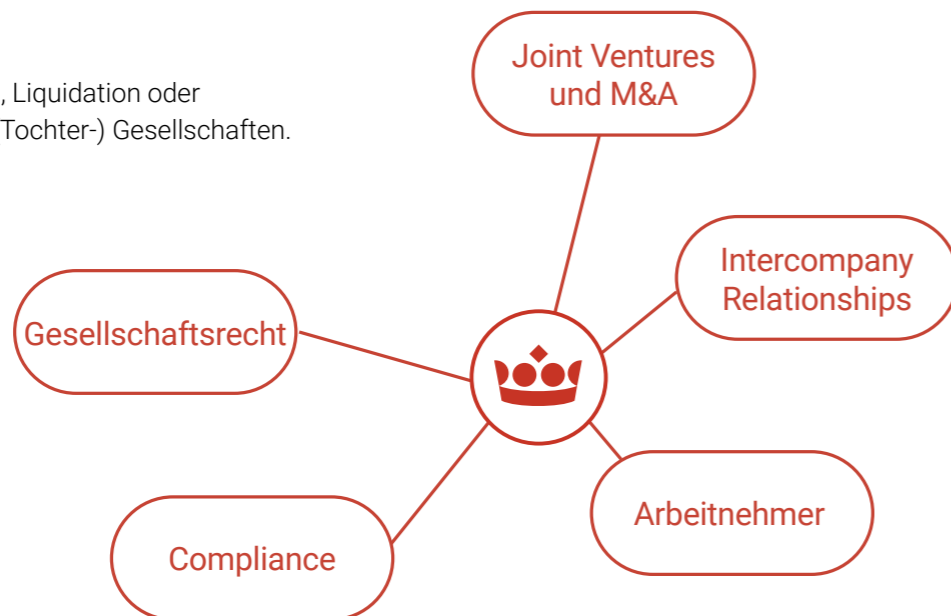 Joint Ventures
und M&A
, Liquidation oder
Tochter-) Gesellschaften.
Intercompany
Relationships
Gesellschaftsrecht
Arbeitnehmer
Compliance